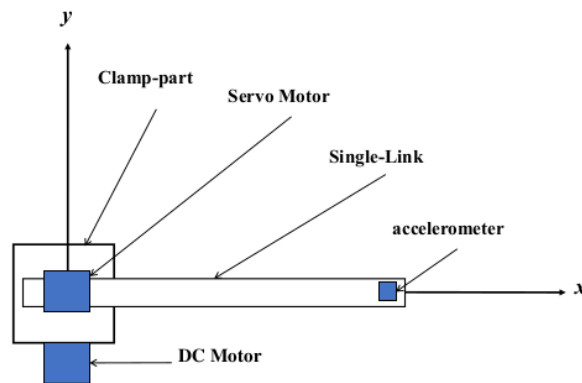 y
Clamp-part
Servo Motor
Single-Link
accelerometer
x
DC Motor